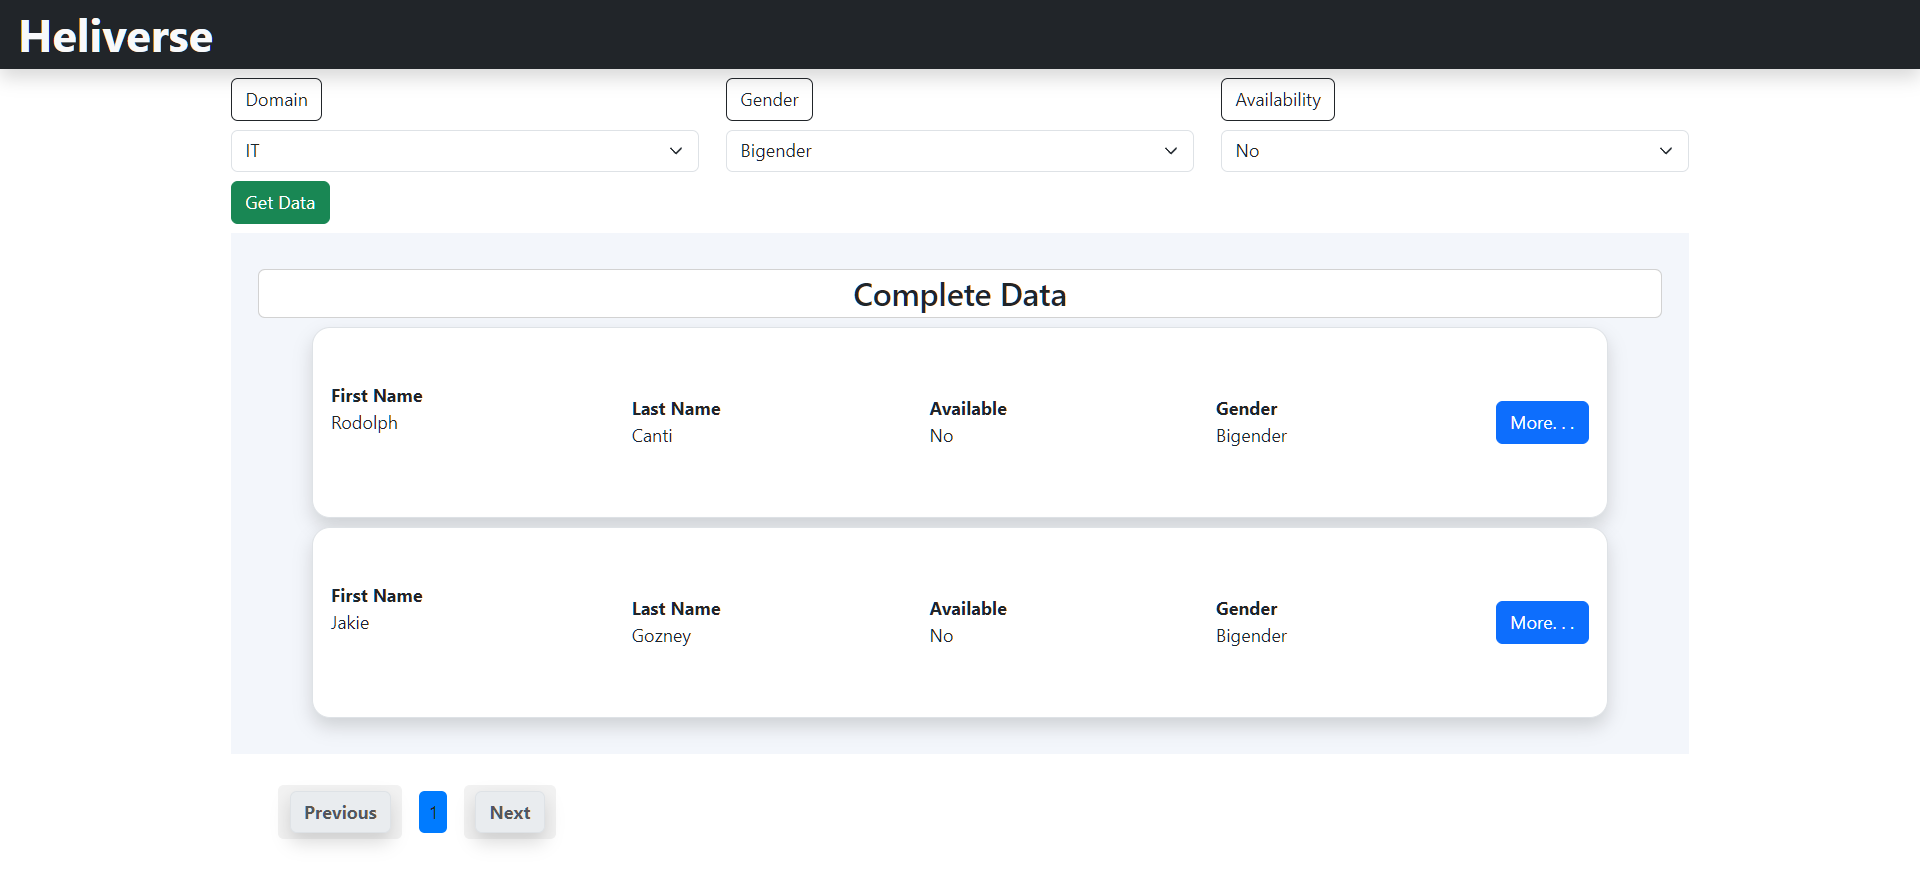 Heliverse
Domain Gender Availability
IT Bigender No
Get Data
Complete Data
First Name Last Name Available Gender
Rodolph Canti No Bigender More. . .
First Name Last Name Available Gender
Jakie Gozney No Bigender More. . .
Previous 1 Next